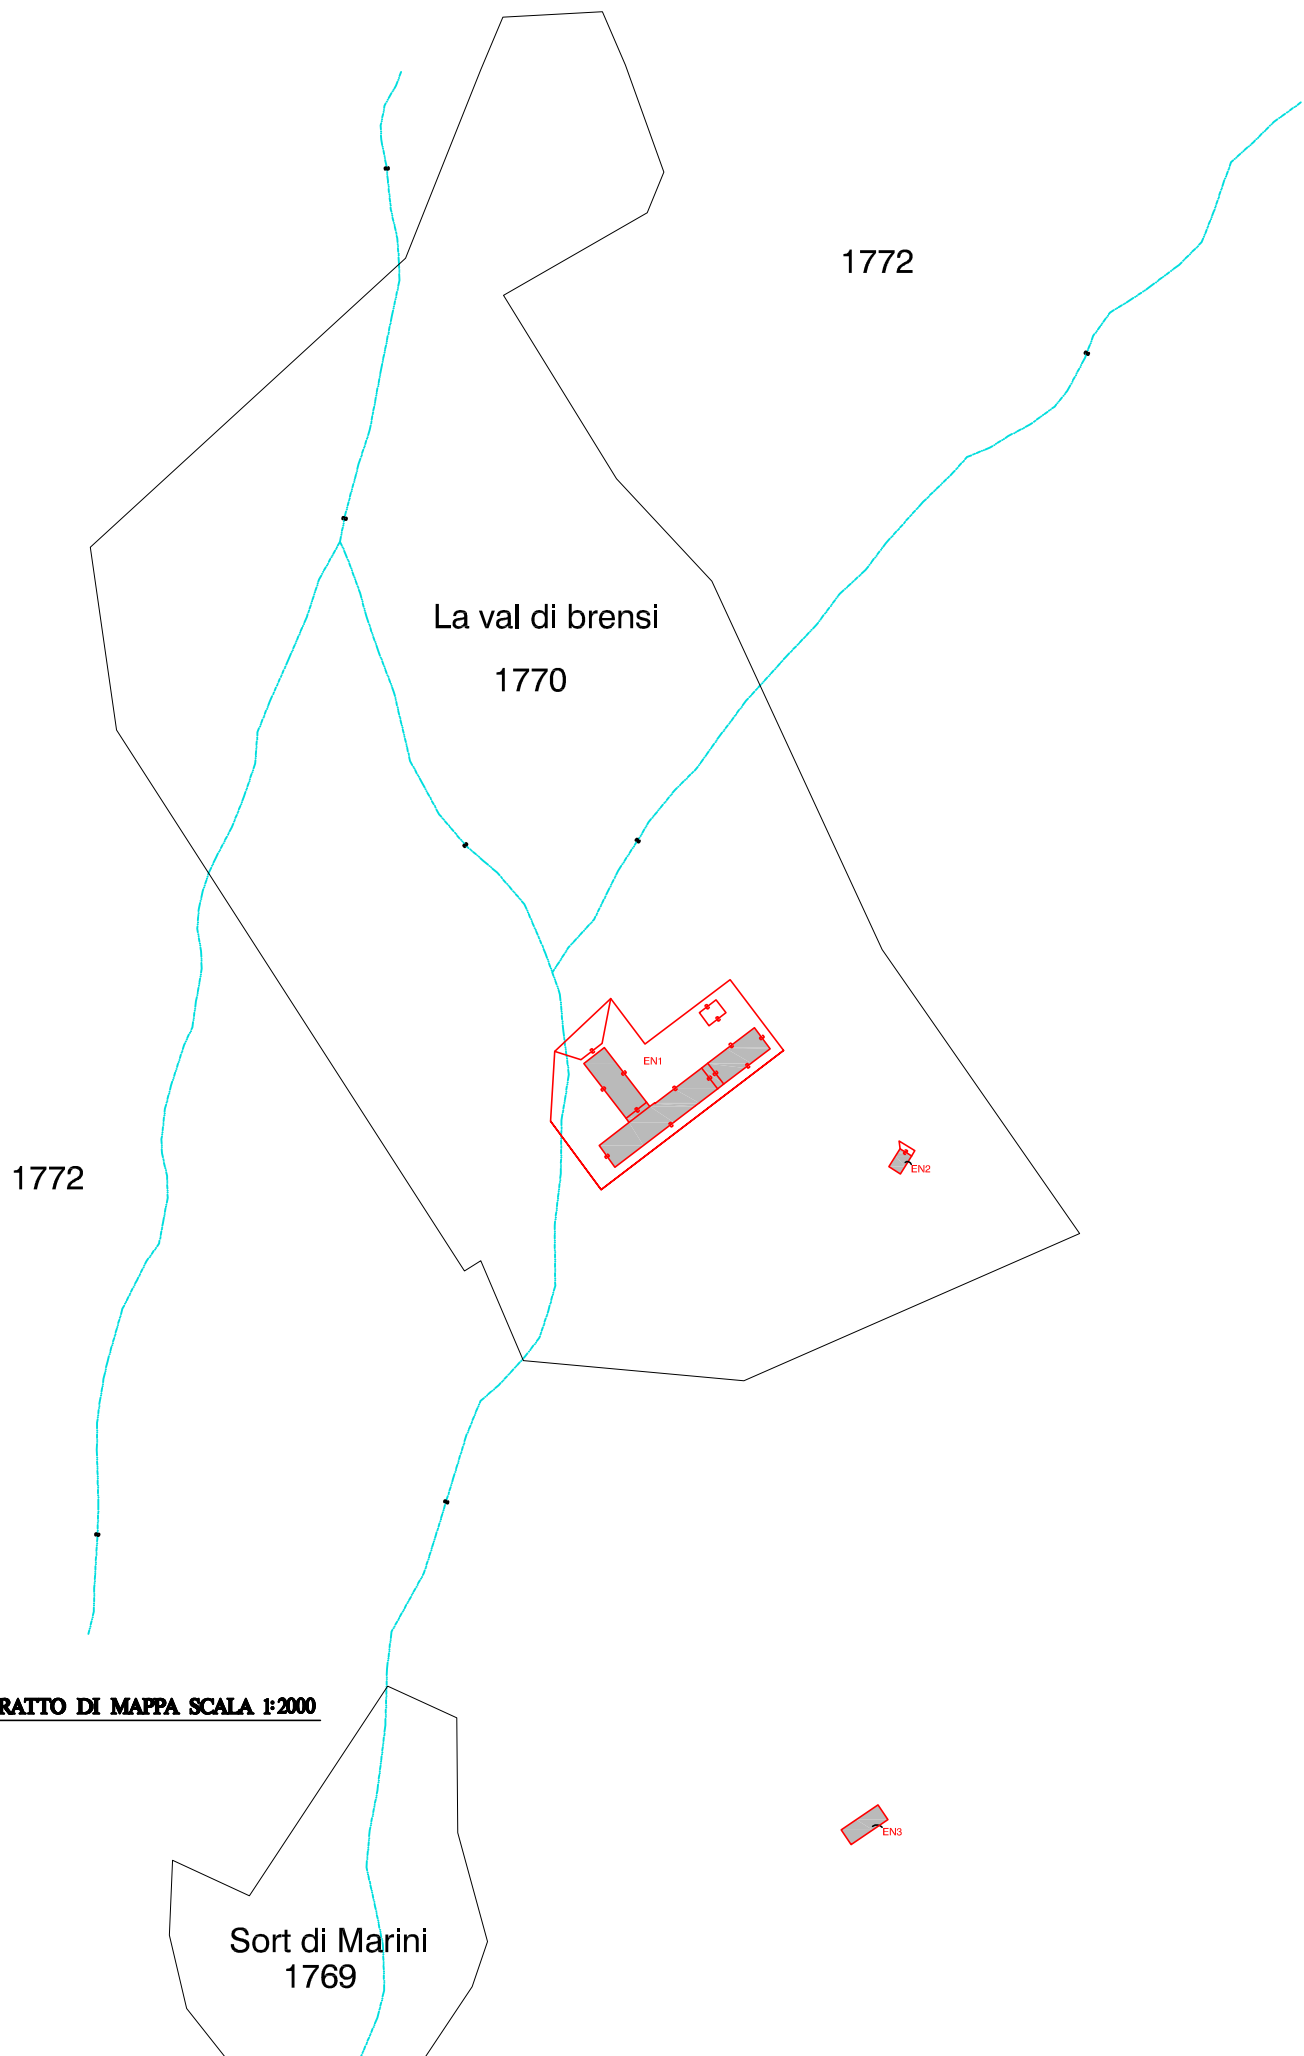 1772
La val di brensi
1770
EN1
1772
EN2
RATTO DI MAPPA SCALA 1:2000
EN3
Sort di Marini
1769